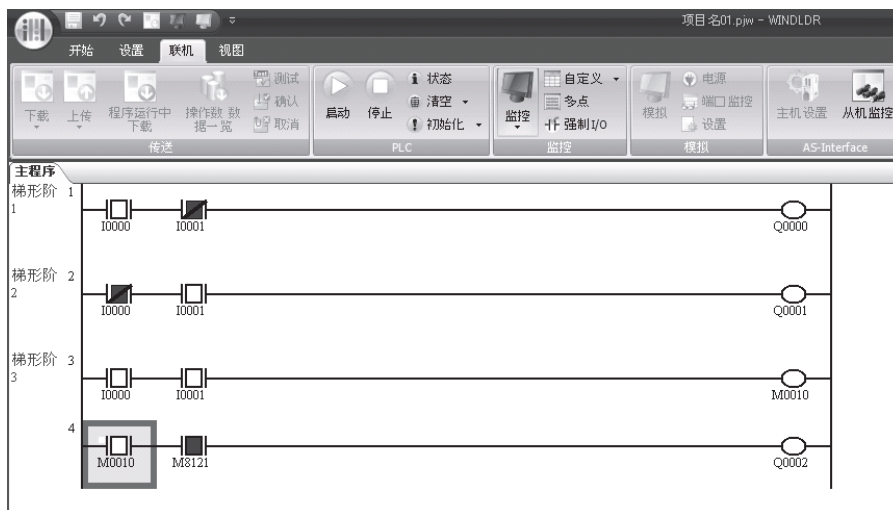 项目名01.pjw - WINDLDR
开始 设置 联机 视图
下载 上传 程序运行中下载 操作数 数据一览 测试 确认 取消 传送
启动 停止 状态 清空 初始化 PLC
监控 自定义 多点 强制I/O 监控
模拟 电源 端口 监控 设置 模拟
主机设置 从机监控 AS-Interface
主程序
梯形阶 1
1
I0000 I0001 Q0000
梯形阶 2
2
I0000 I0001 Q0001
梯形阶 3
3
I0000 I0001 M0010
4
M0010 M8121 Q0002